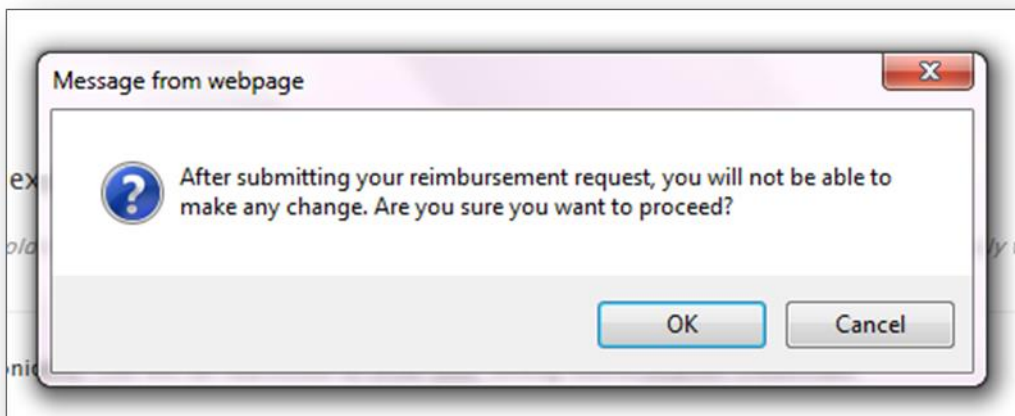 Message from webpage
ex
After submitting your reimbursement request, you will not be able to
make any change. Are you sure you want to proceed?
OK Cancel